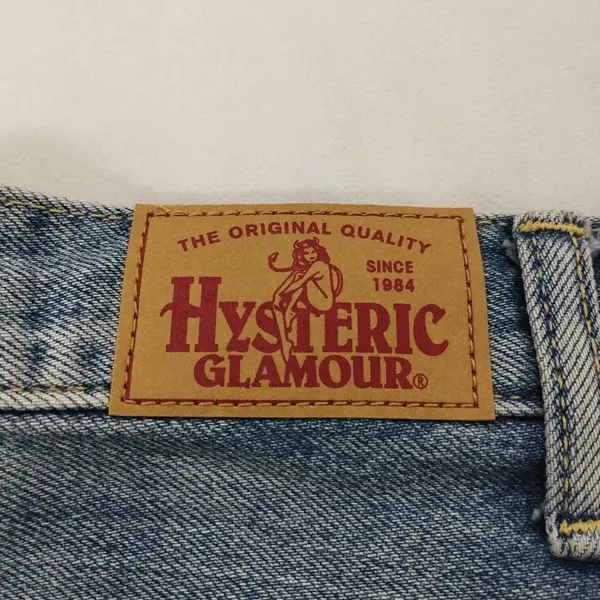 THE ORIGINAL QUALITY
SINCE
1984
HYSTERIC
GLAMOUR®